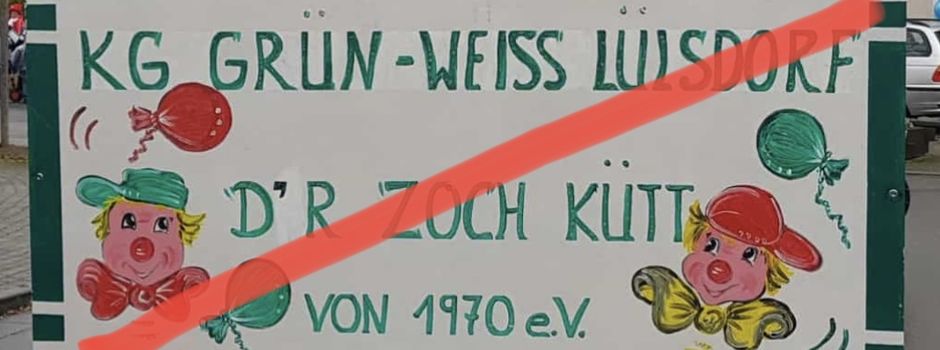 KG GRÜN-WEISS LÜLSDORF
D'R ZOCH KÜTT
VON 1970 e.V.